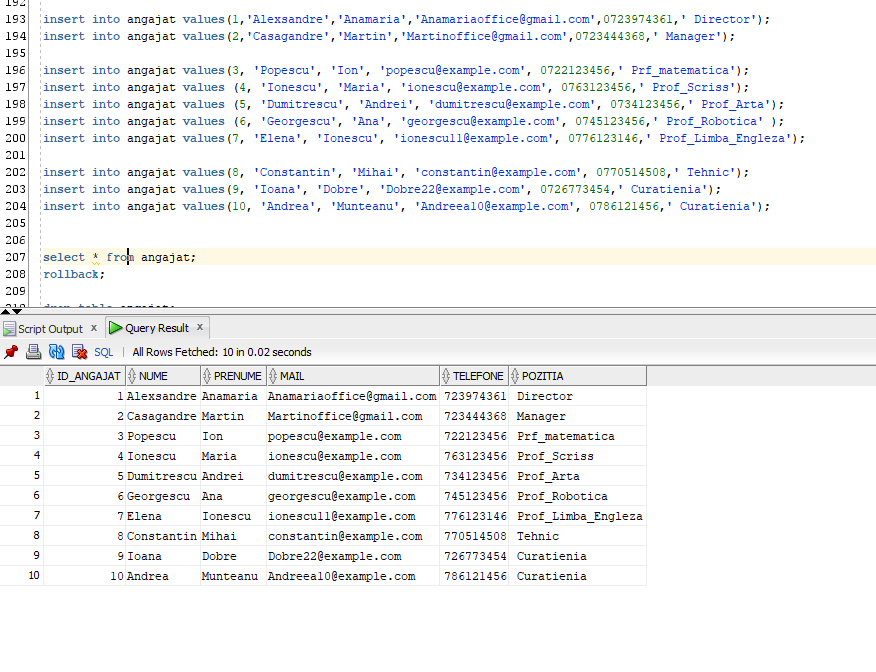 192
193 insert into angajat values(1,'Alexsandre','Anamaria','Anamariaoffice@gmail.com',0723974361,' Director');
194 insert into angajat values(2,'Casagandre','Martin','Martinoffice@gmail.com',0723444368,' Manager');
195
196 insert into angajat values(3, 'Popescu', 'Ion', 'popescu@example.com', 0722123456,' Prf_matematica');
197 insert into angajat values (4, 'Ionescu', 'Maria', 'ionescu@example.com', 0763123456,' Prof_Scriss');
198 insert into angajat values (5, 'Dumitrescu', 'Andrei', 'dumitrescu@example.com', 0734123456,' Prof_Arta');
199 insert into angajat values (6, 'Georgescu', 'Ana', 'georgescu@example.com', 0745123456,' Prof_Robotica' );
200 insert into angajat values(7, 'Elena', 'Ionescu', 'ionescu11@example.com', 0776123146,' Prof_Limba_Engleza');
201
202 insert into angajat values(8, 'Constantin', 'Mihai', 'constantin@example.com', 0770514508,' Tehnic');
203 insert into angajat values(9, 'Ioana', 'Dobre', 'Dobre22@example.com', 0726773454,' Curatienia');
204 insert into angajat values(10, 'Andrea', 'Munteanu', 'Andreea10@example.com', 0786121456,' Curatienia');
205
206
207 select * from angajat;
208 rollback;
209
210 drop table angajat;
Script Output x Query Result x
SQL | All Rows Fetched: 10 in 0.02 seconds
ID_ANGAJAT NUME PRENUME MAIL TELEFONE POZITIA
1 1 Alexsandre Anamaria Anamariaoffice@gmail.com 723974361 Director
2 2 Casagandre Martin Martinoffice@gmail.com 723444368 Manager
3 3 Popescu Ion popescu@example.com 722123456 Prf_matematica
4 4 Ionescu Maria ionescu@example.com 763123456 Prof_Scriss
5 5 Dumitrescu Andrei dumitrescu@example.com 734123456 Prof_Arta
6 6 Georgescu Ana georgescu@example.com 745123456 Prof_Robotica
7 7 Elena Ionescu ionescu11@example.com 776123146 Prof_Limba_Engleza
8 8 Constantin Mihai constantin@example.com 770514508 Tehnic
9 9 Ioana Dobre Dobre22@example.com 726773454 Curatienia
10 10 Andrea Munteanu Andreea10@example.com 786121456 Curatienia